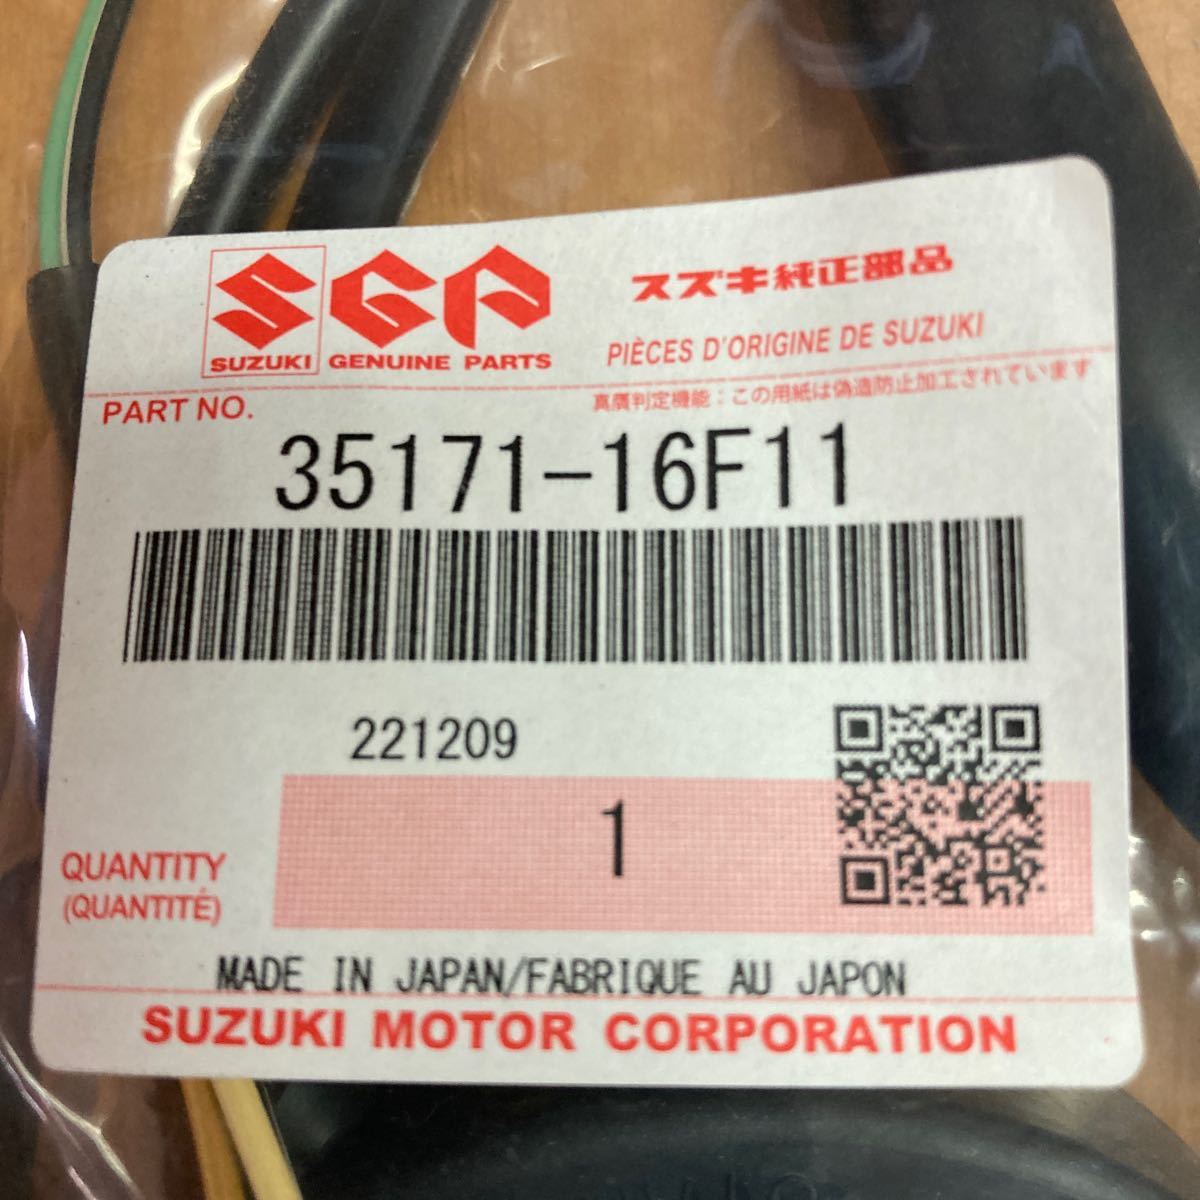 SGP
スズキ純正部品
SUZUKI GENUINE PARTS
PIÈCES D'ORIGINE DE SUZUKI
PART NO.
真贋判定機能：この用紙は偽造防止加工されています
35171-16F11
221209
1
QUANTITY
(QUANTITÉ)
MADE IN JAPAN/FABRIQUE AU JAPON
SUZUKI MOTOR CORPORATION